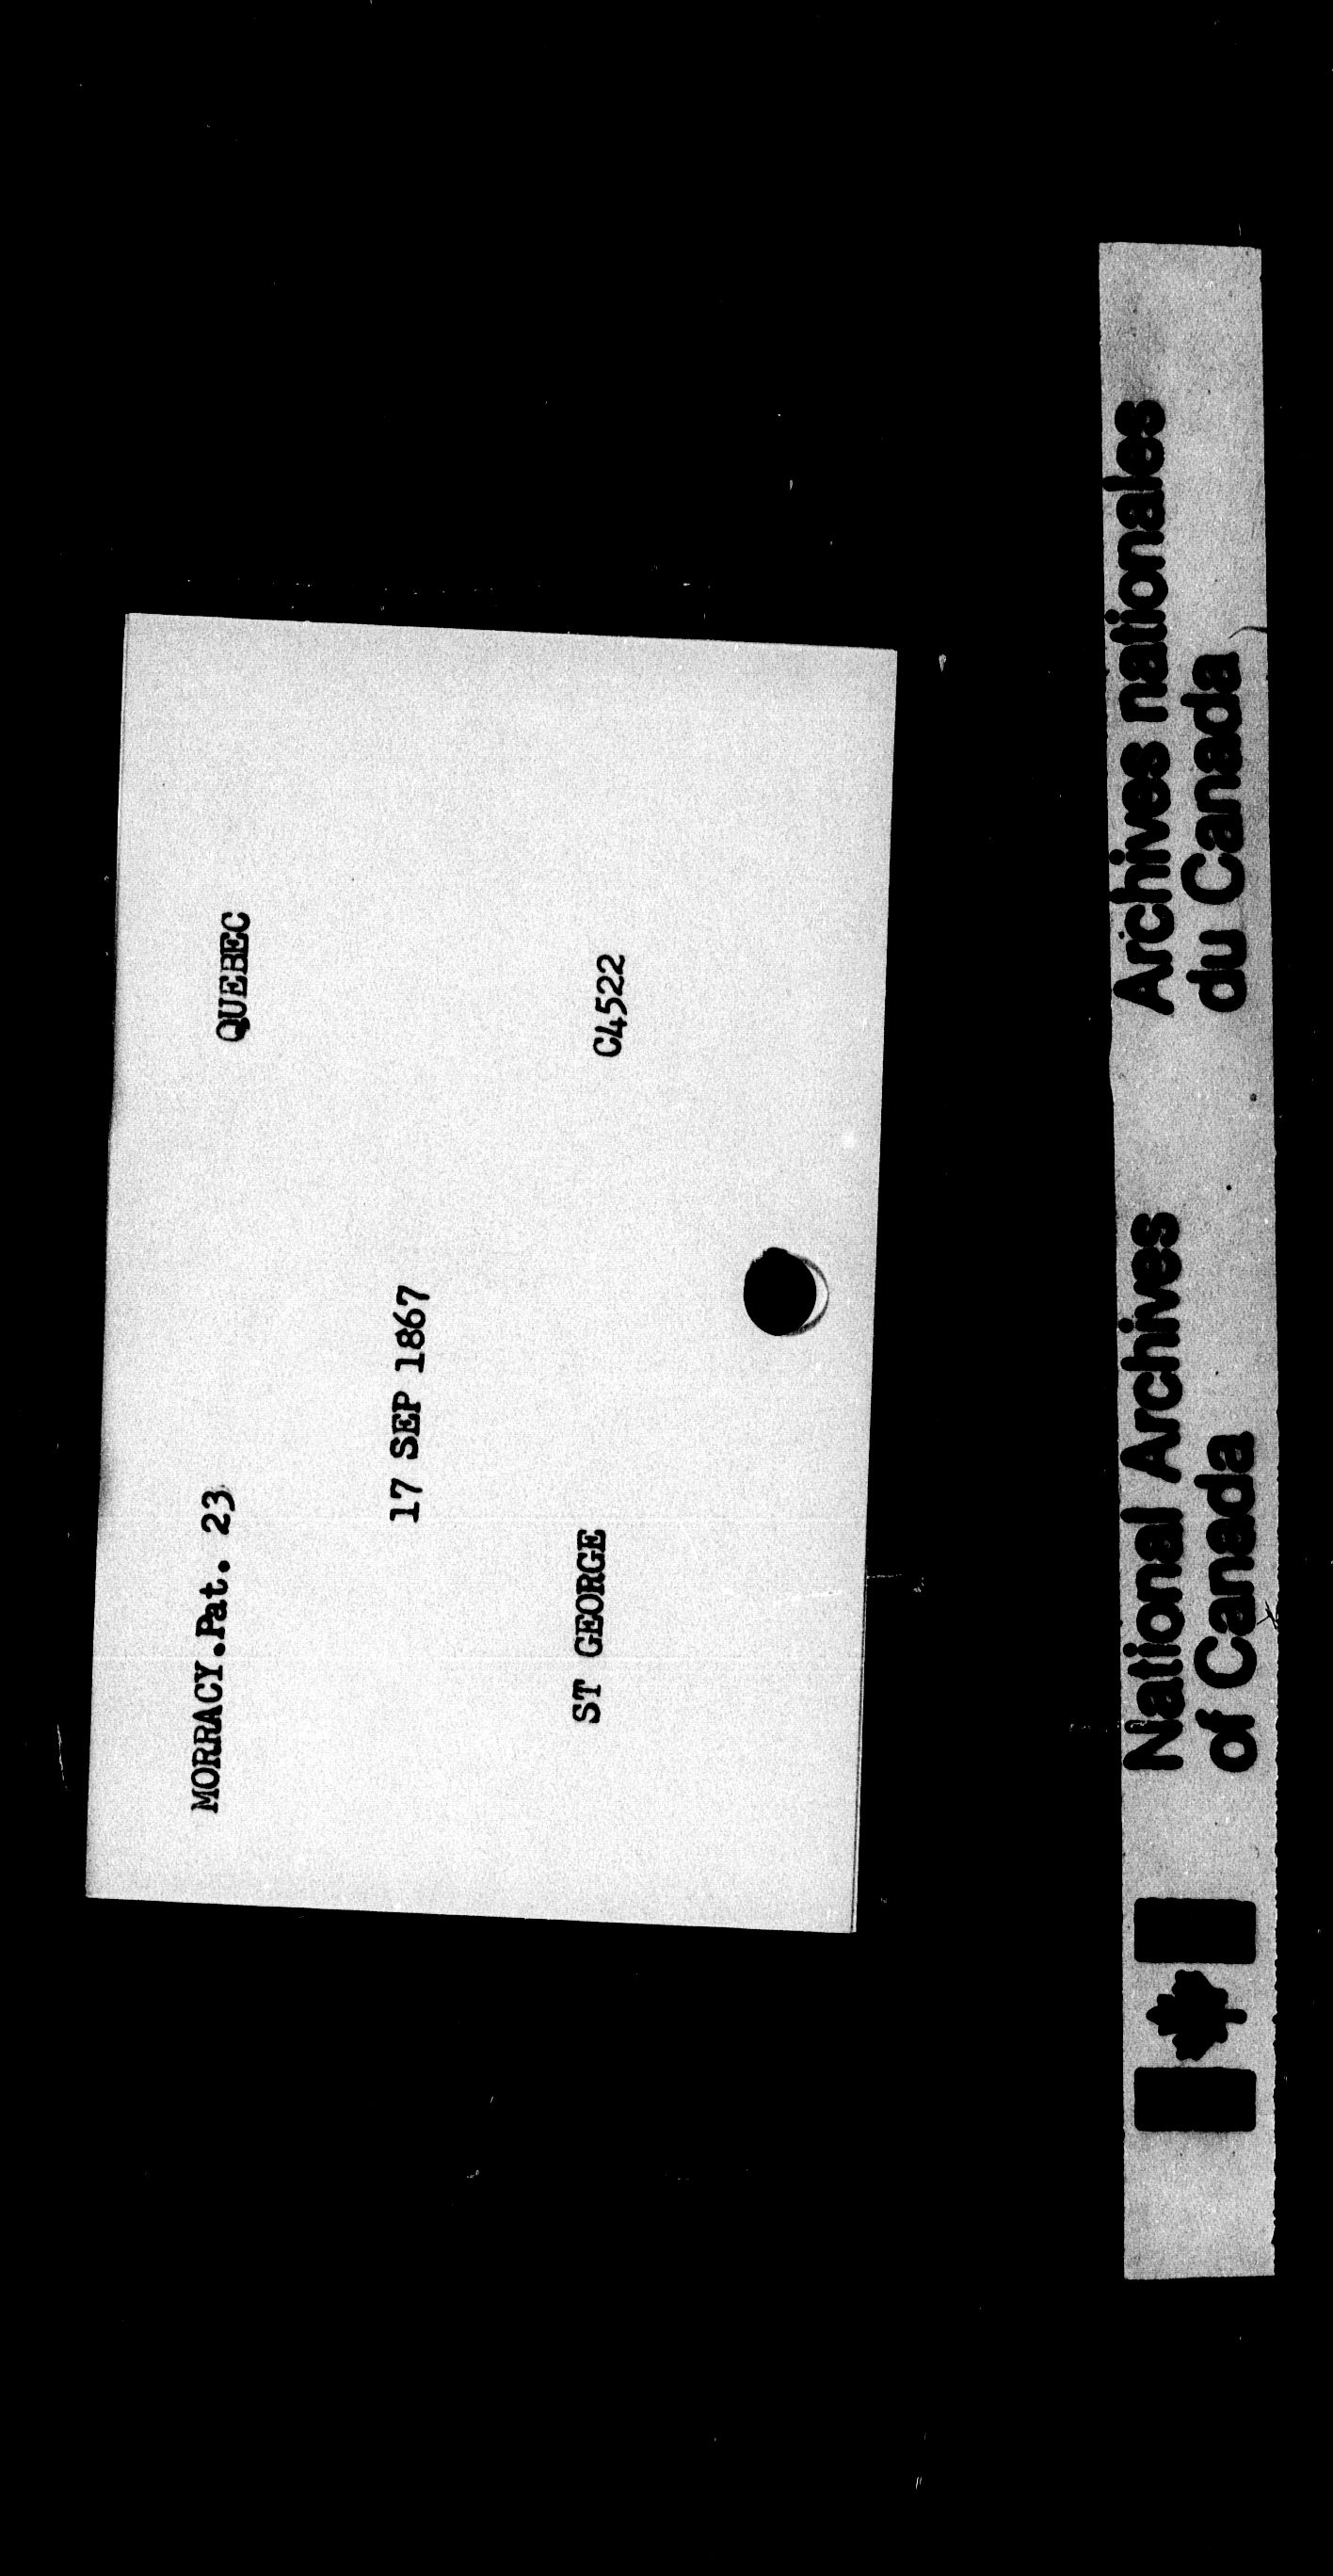 MORRACY.Pat. 23 QUEBEC
17 SEP 1867
ST GEORGE C4522
National Archives
of Canada
Archives nationales
du Canada